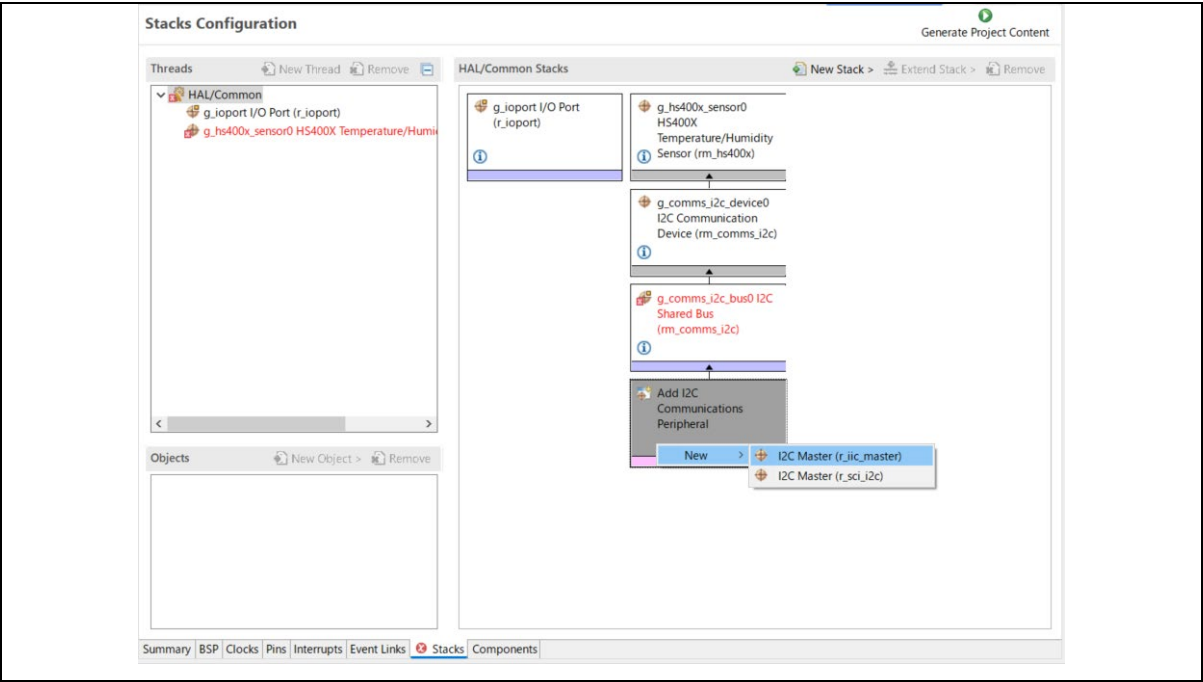 Stacks Configuration
Generate Project Content
Threads
New Thread
Remove
HAL/Common
g_ioport I/O Port (r_ioport)
g_hs400x_sensor0 HS400X Temperature/Humi
HAL/Common Stacks
New Stack >
Extend Stack >
Remove
g_ioport I/O Port
(r_ioport)
g_hs400x_sensor0
HS400X
Temperature/Humidity
Sensor (rm_hs400x)
g_comms_i2c_device0
I2C Communication
Device (rm_comms_i2c)
g_comms_i2c_bus0 I2C
Shared Bus
(rm_comms_i2c)
Add I2C
Communications
Peripheral
New >
I2C Master (r_iic_master)
I2C Master (r_sci_i2c)
Objects
New Object >
Remove
Summary BSP Clocks Pins Interrupts Event Links Stacks Components